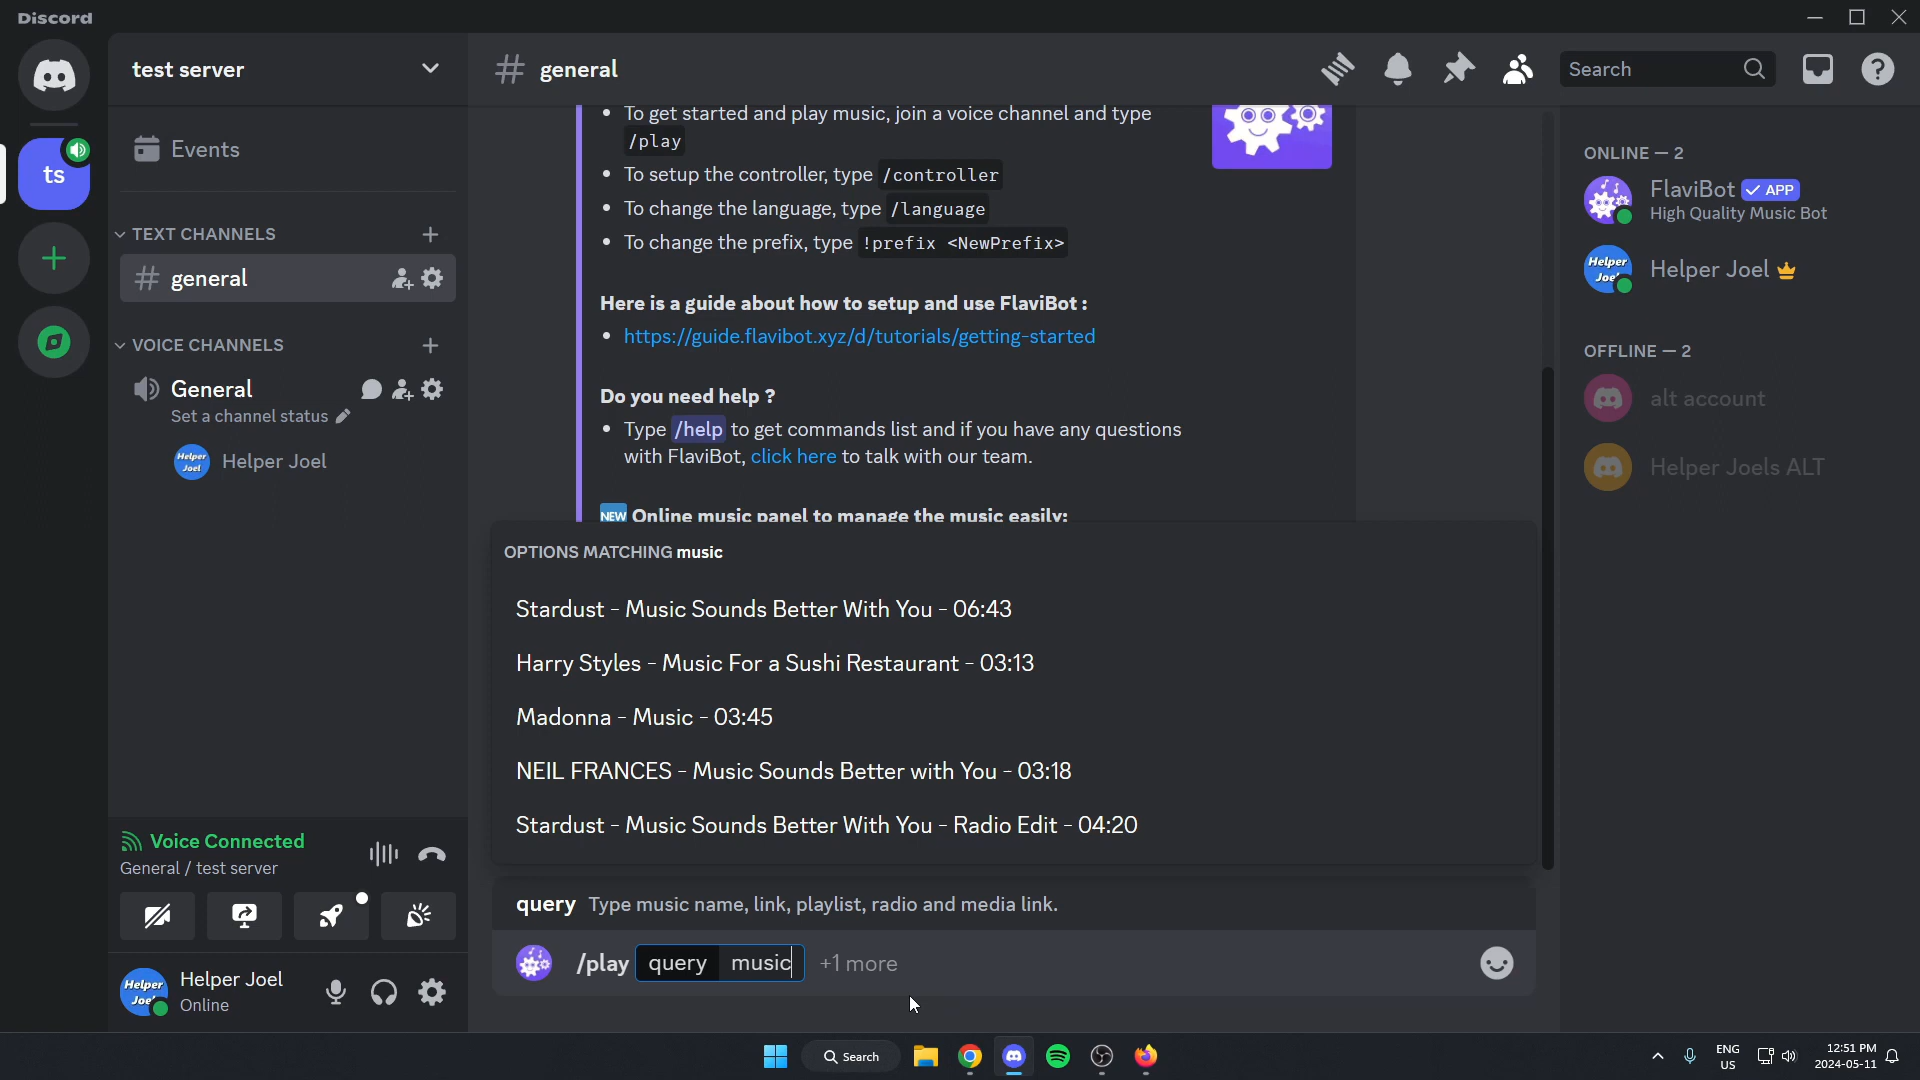 Discord
test server
general
Search
ts
Events
TEXT CHANNELS
general
VOICE CHANNELS
General
Set a channel status
Helper Joel
Helper Joel
• To get started and play music, join a voice channel and type
/play
• To setup the controller, type /controller
• To change the language, type /language
• To change the prefix, type !prefix <NewPrefix>
Here is a guide about how to setup and use FlaviBot :
• https://guide.flavibot.xyz/d/tutorials/getting-started
Do you need help ?
• Type /help to get commands list and if you have any questions
with FlaviBot, click here to talk with our team.
NEW Online music panel to manage the music easily:
OPTIONS MATCHING music
Stardust - Music Sounds Better With You - 06:43
Harry Styles - Music For a Sushi Restaurant - 03:13
Madonna - Music - 03:45
NEIL FRANCES - Music Sounds Better with You - 03:18
Stardust - Music Sounds Better With You - Radio Edit - 04:20
query Type music name, link, playlist, radio and media link.
/play query music +1 more
ONLINE — 2
FlaviBot ✓ APP
High Quality Music Bot
Helper Joel
Helper Joel
OFFLINE — 2
alt account
Helper Joels ALT
Voice Connected
General / test server
Helper Joel
Helper Joel
Online
Search
ENG
US
12:51 PM
2024-05-11